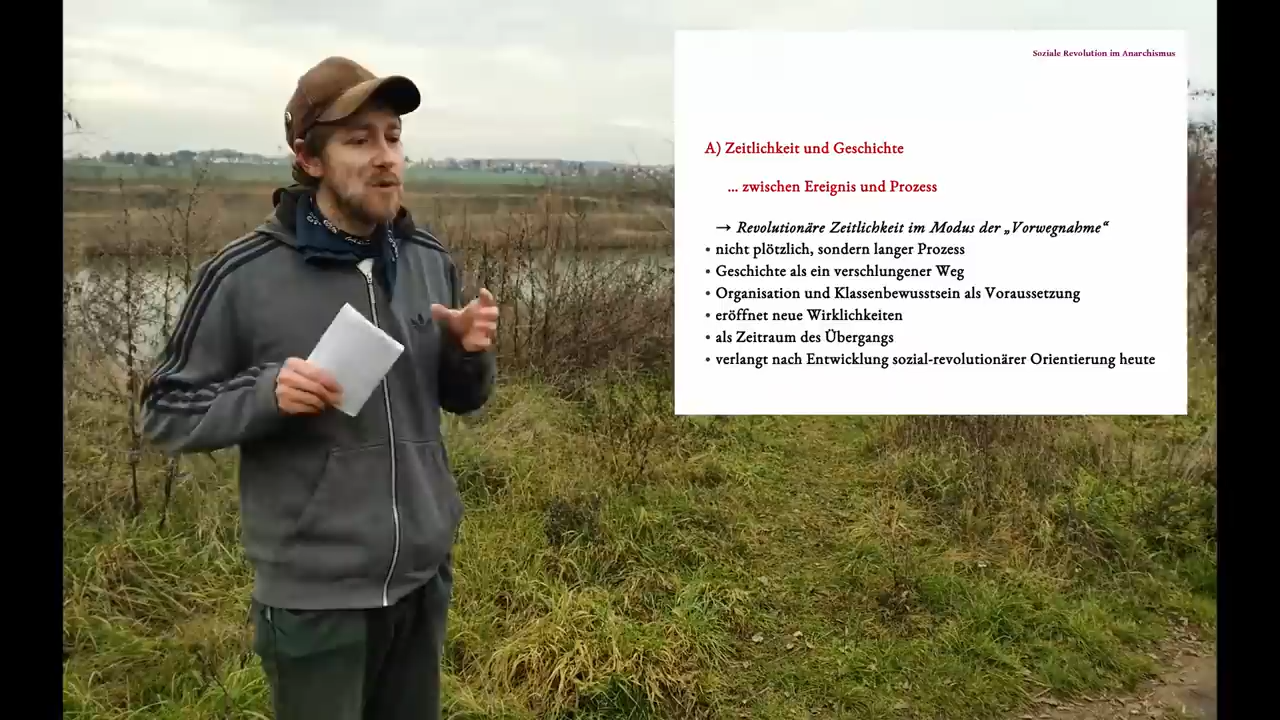 Soziale Revolution im Anarchismus
A) Zeitlichkeit und Geschichte
... zwischen Ereignis und Prozess
→ Revolutionäre Zeitlichkeit im Modus der „Vorwegnahme“
• nicht plötzlich, sondern langer Prozess
• Geschichte als ein verschlungener Weg
• Organisation und Klassenbewusstsein als Voraussetzung
• eröffnet neue Wirklichkeiten
• als Zeitraum des Übergangs
• verlangt nach Entwicklung sozial-revolutionärer Orientierung heute